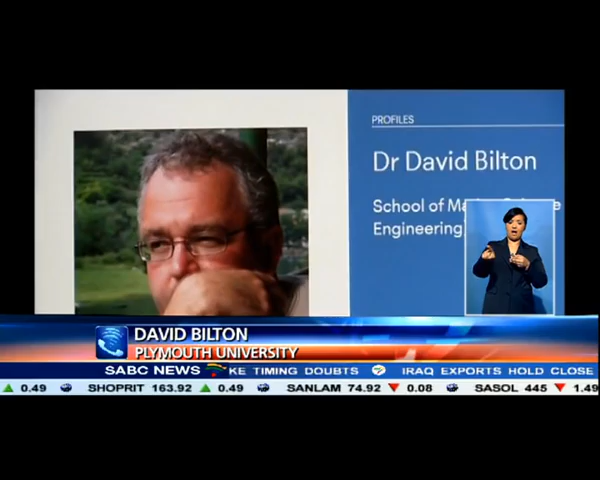 PROFILES
Dr David Bilton
School of Ma
Engineering
DAVID BILTON
PLYMOUTH UNIVERSITY
SABC NEWS KE TIMING DOUBTS IRAQ EXPORTS HOLD CLOSE
0.49 SHOPRIT 163.92 0.49 SANLAM 74.92 0.08 SASOL 445 1.49